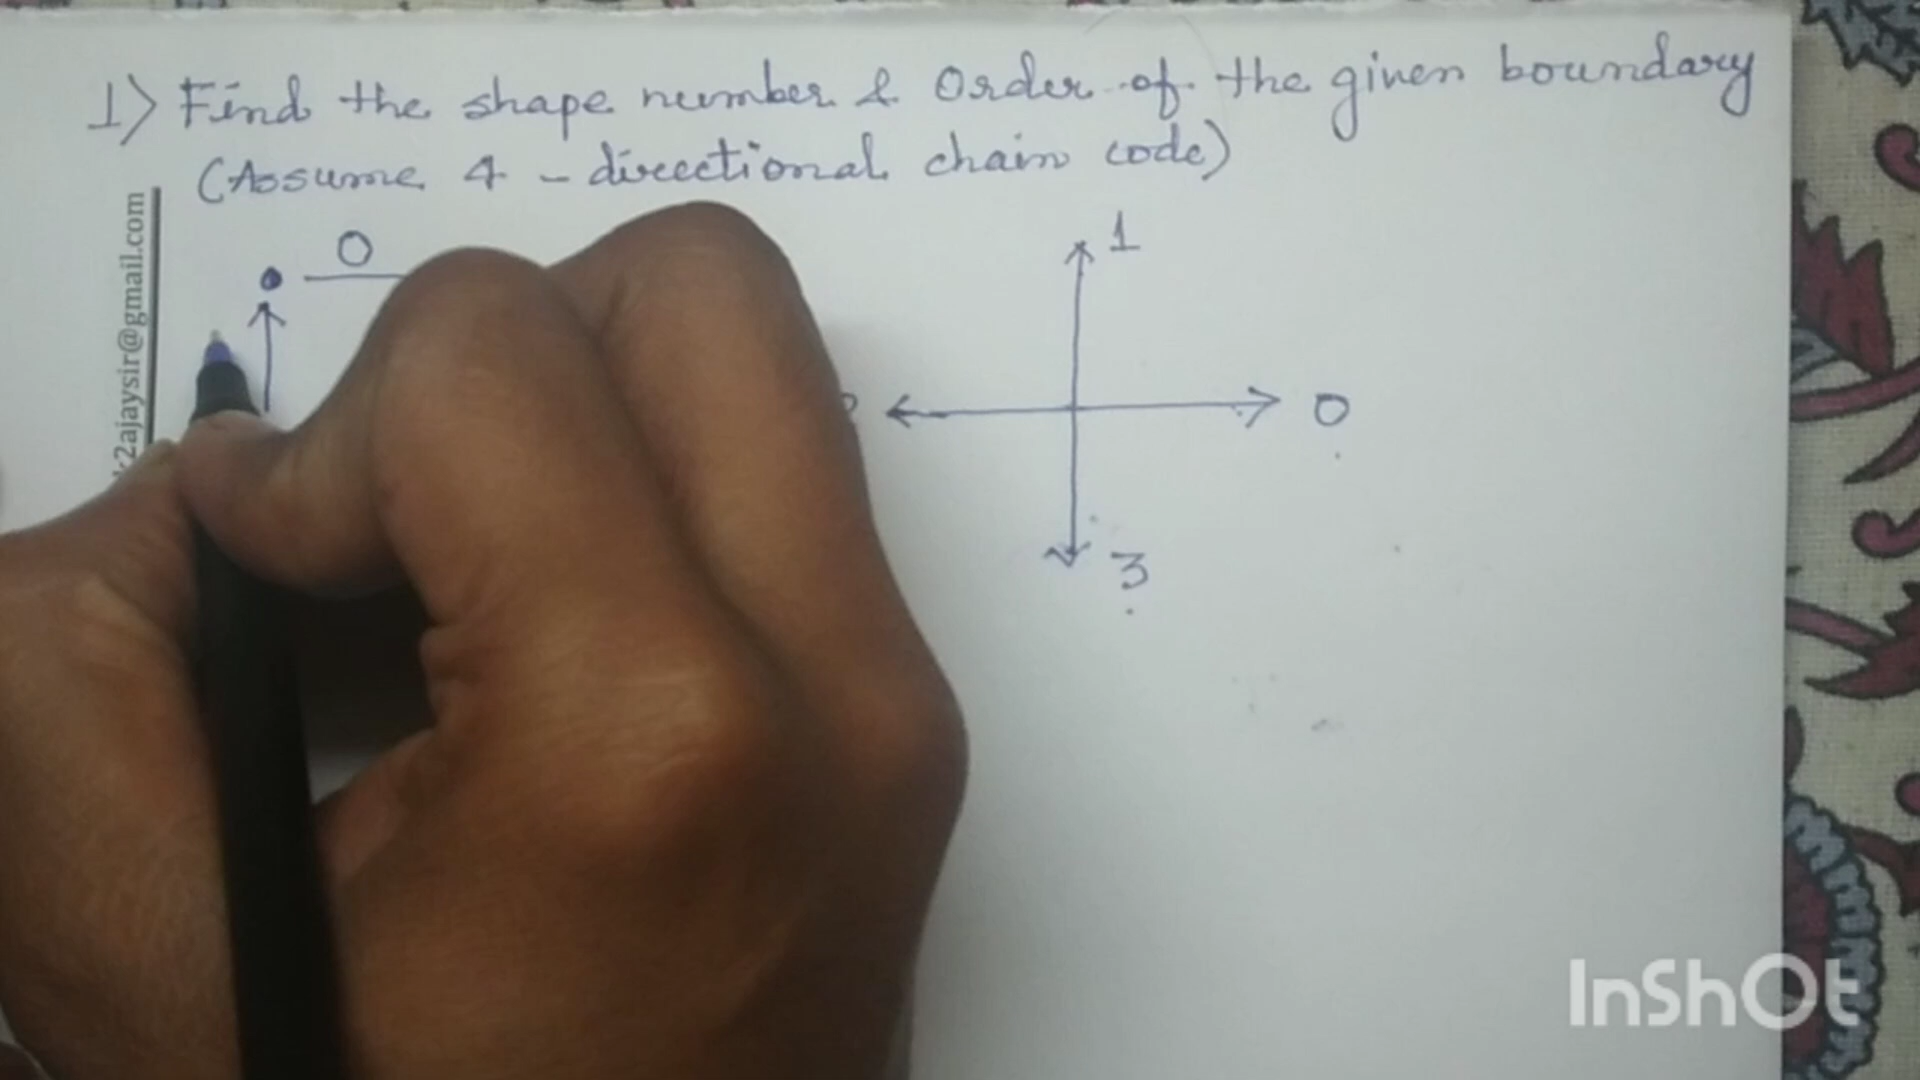 1) Find the shape number & Order of the given boundary
(Assume 4 - directional chain code)
k2ajaysir@gmail.com
0
1
0
3
InShOt